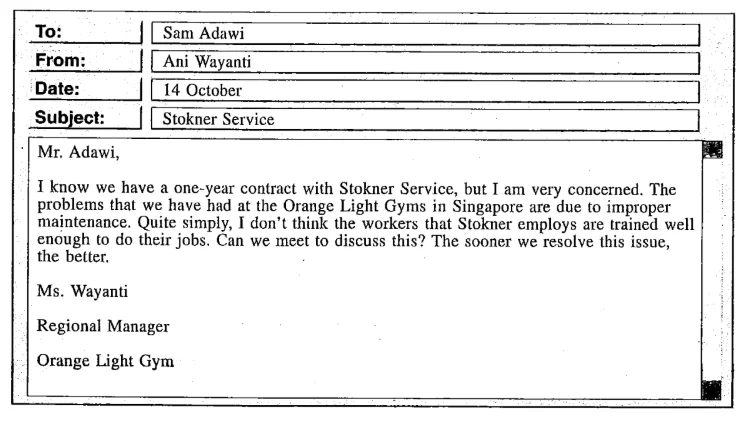 To: Sam Adawi
From: Ani Wayanti
Date: 14 October
Subject: Stokner Service
Mr. Adawi,
I know we have a one-year contract with Stokner Service, but I am very concerned. The
problems that we have had at the Orange Light Gyms in Singapore are due to improper
maintenance. Quite simply, I don't think the workers that Stokner employs are trained well
enough to do their jobs. Can we meet to discuss this? The sooner we resolve this issue,
the better.
Ms. Wayanti
Regional Manager
Orange Light Gym